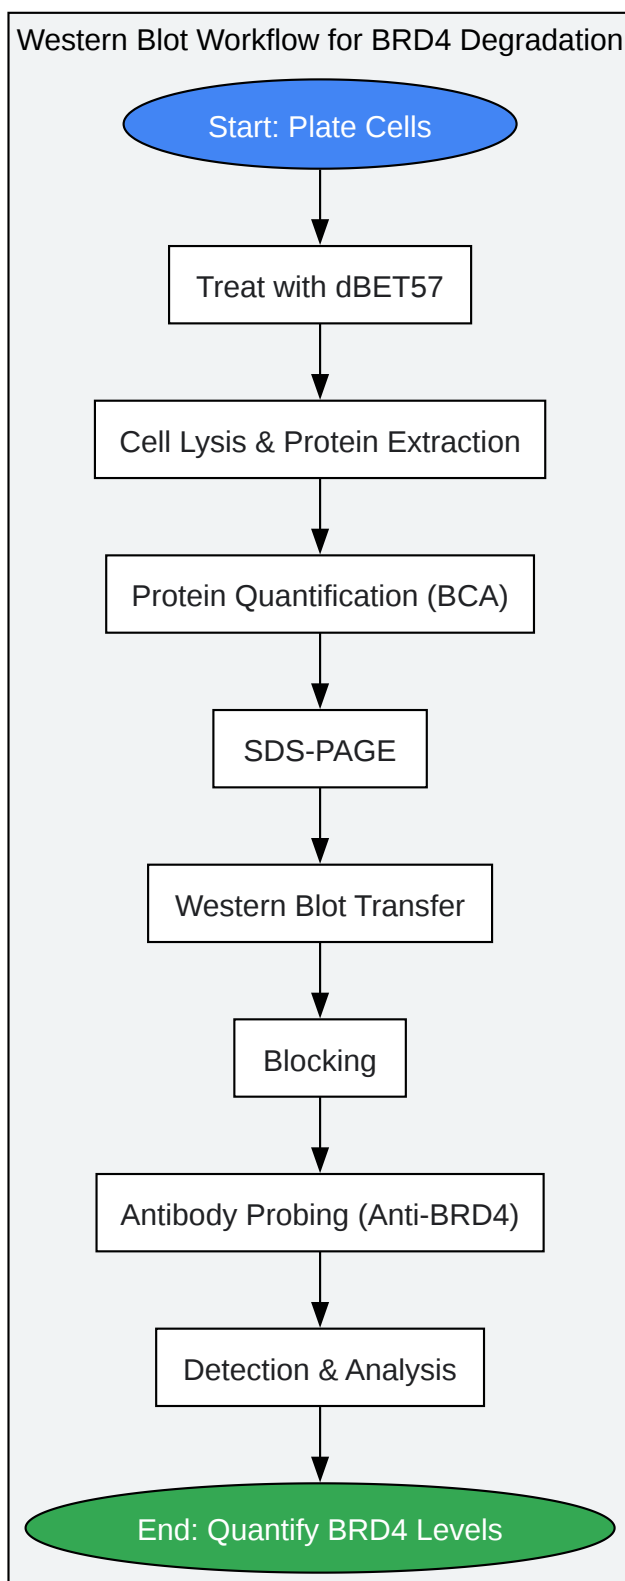 Western Blot Workflow for BRD4 Degradation
Start: Plate Cells
Treat with dBET57
Cell Lysis & Protein Extraction
Protein Quantification (BCA)
SDS-PAGE
Western Blot Transfer
Blocking
Antibody Probing (Anti-BRD4)
Detection & Analysis
End: Quantify BRD4 Levels